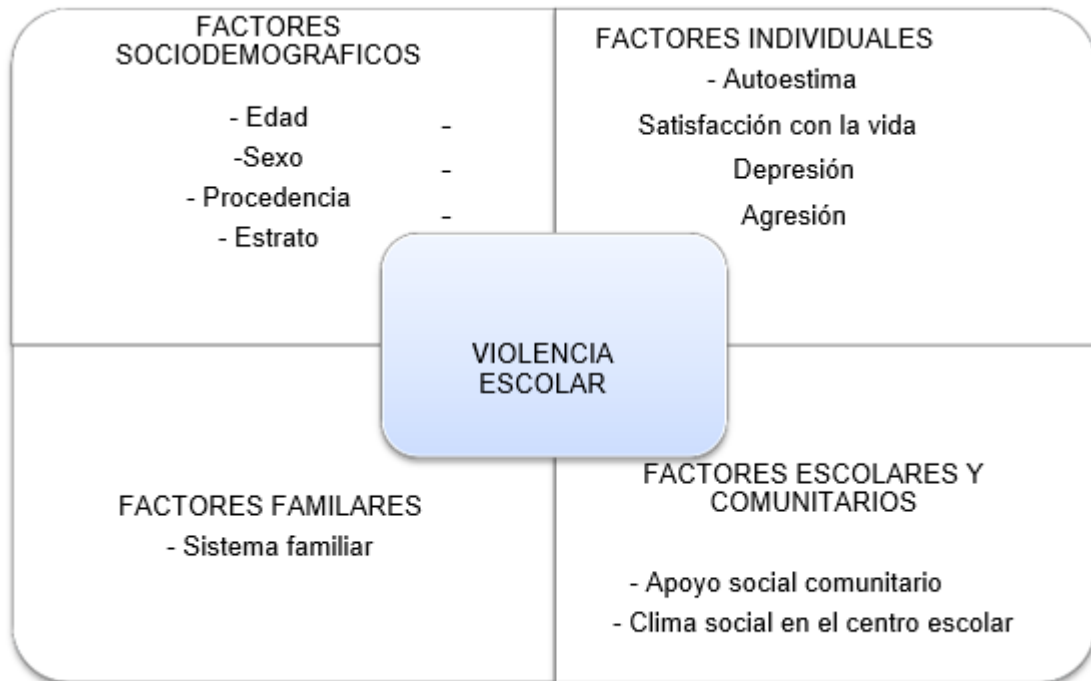 FACTORES
SOCIODEMOGRAFICOS
- Edad
-Sexo
- Procedencia
- Estrato
-
-
-
FACTORES INDIVIDUALES
- Autoestima
Satisfacción con la vida
Depresión
Agresión
VIOLENCIA
ESCOLAR
FACTORES FAMILARES
- Sistema familiar
FACTORES ESCOLARES Y
COMUNITARIOS
- Apoyo social comunitario
- Clima social en el centro escolar